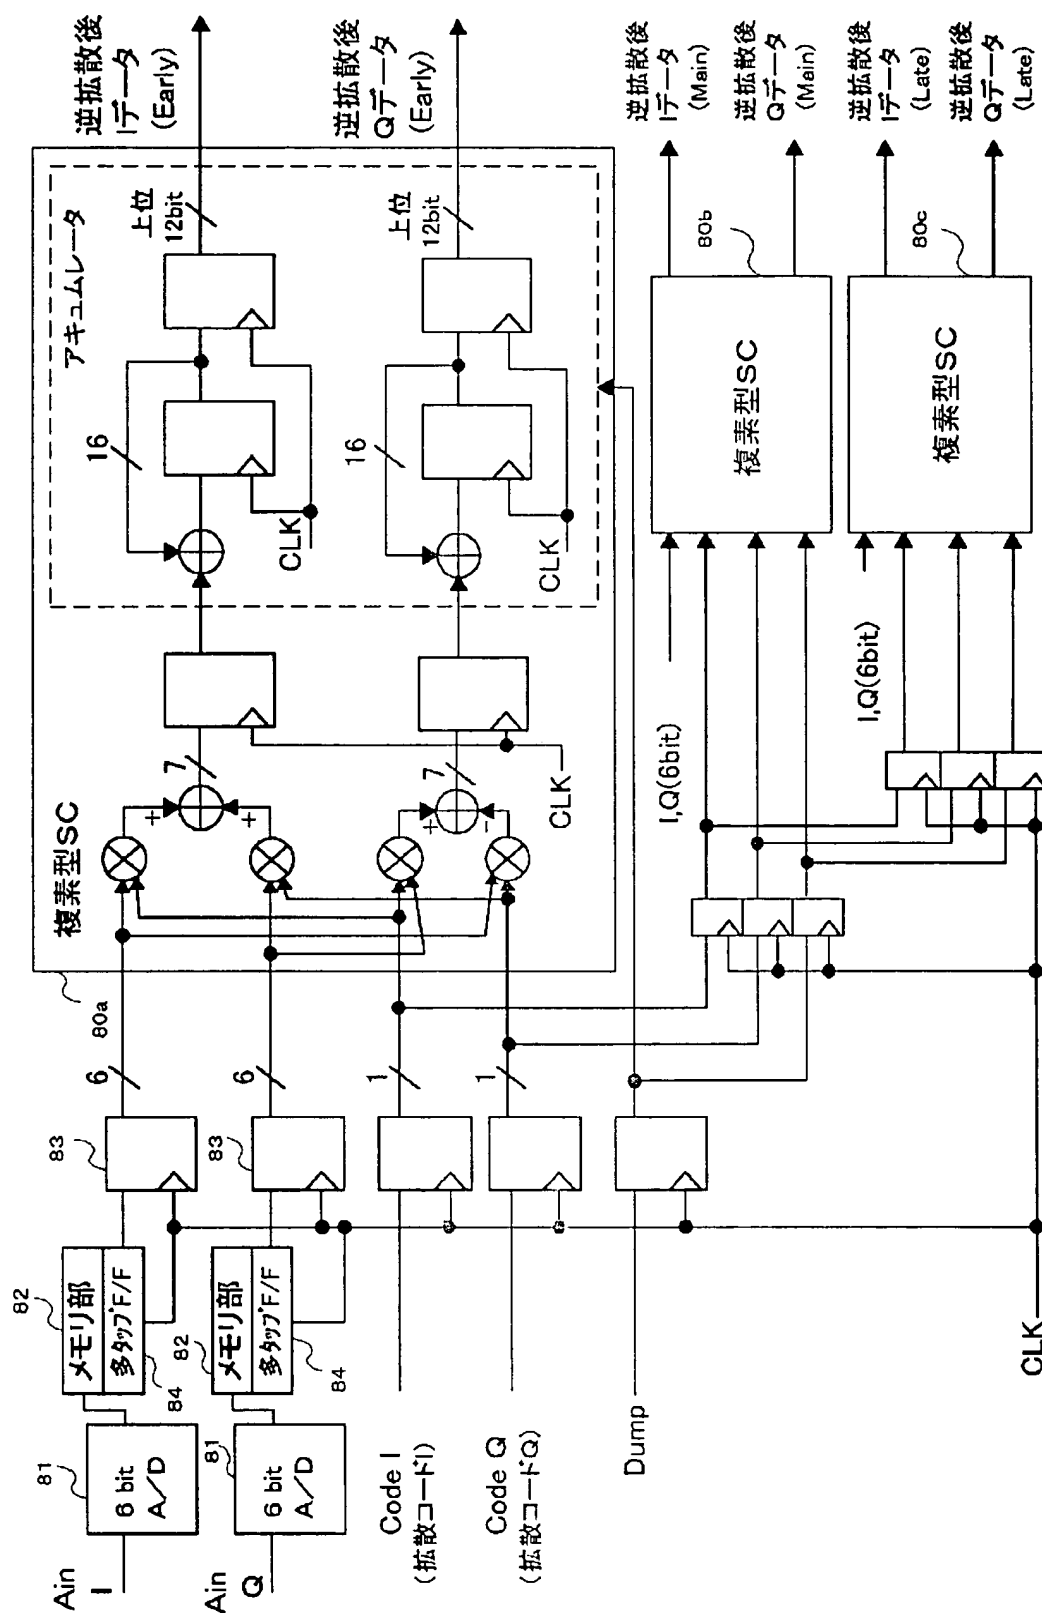 Ain
I
81
6 bit
A/D
82
メモリ部
多タップF/F
84
83
6
80a
複素型SC
+
+
7
アキュムレータ
16
CLK
上位
12bit
逆拡散後
Iデータ
(Early)
Ain
Q
81
6 bit
A/D
82
メモリ部
多タップF/F
84
83
6
Code I
(拡散コードI)
1
Code Q
(拡散コードQ)
1
+
-
7
CLK
16
CLK
上位
12bit
逆拡散後
Qデータ
(Early)
Dump
I,Q(6bit)
複素型SC
80b
逆拡散後
Iデータ
(Main)
逆拡散後
Qデータ
(Main)
I,Q(6bit)
複素型SC
80c
逆拡散後
Iデータ
(Late)
逆拡散後
Qデータ
(Late)
CLK